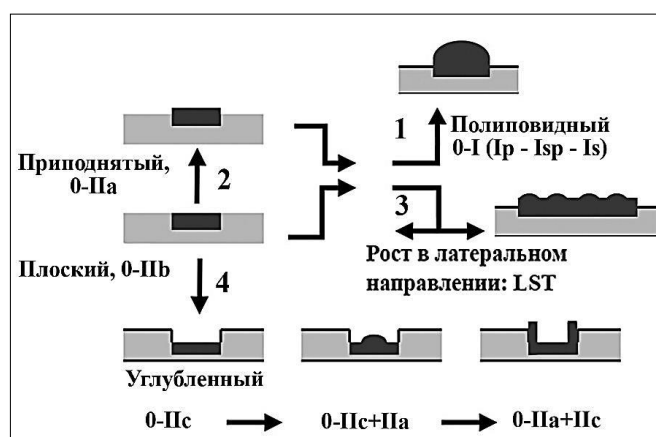 1
Полиповидный
0-I (Ip - Isp - Is)
Приподнятый,
0-IIa
2
3
Плоский, 0-IIb
4
Рост в латеральном
направлении: LST
Углубленный
0-IIc
0-IIc+IIa
0-IIa+IIc